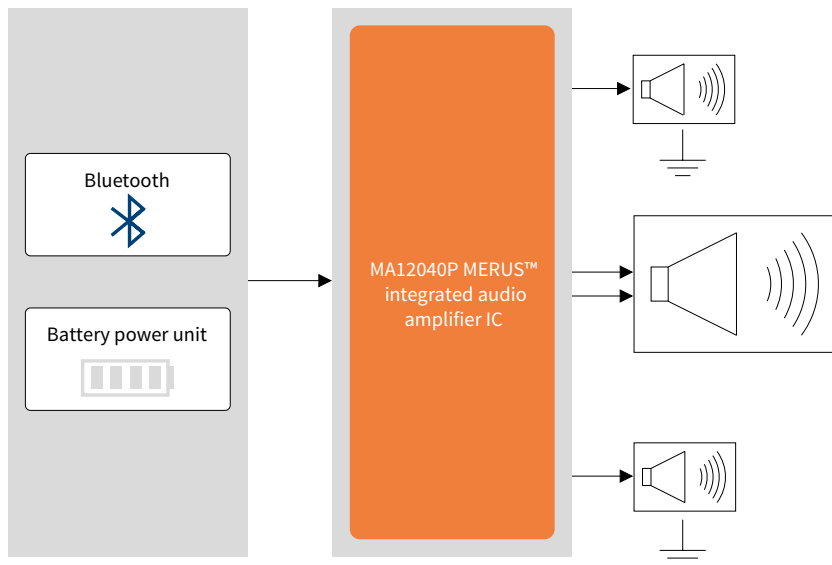 Bluetooth
Battery power unit
MA12040P MERUS™
integrated audio
amplifier IC